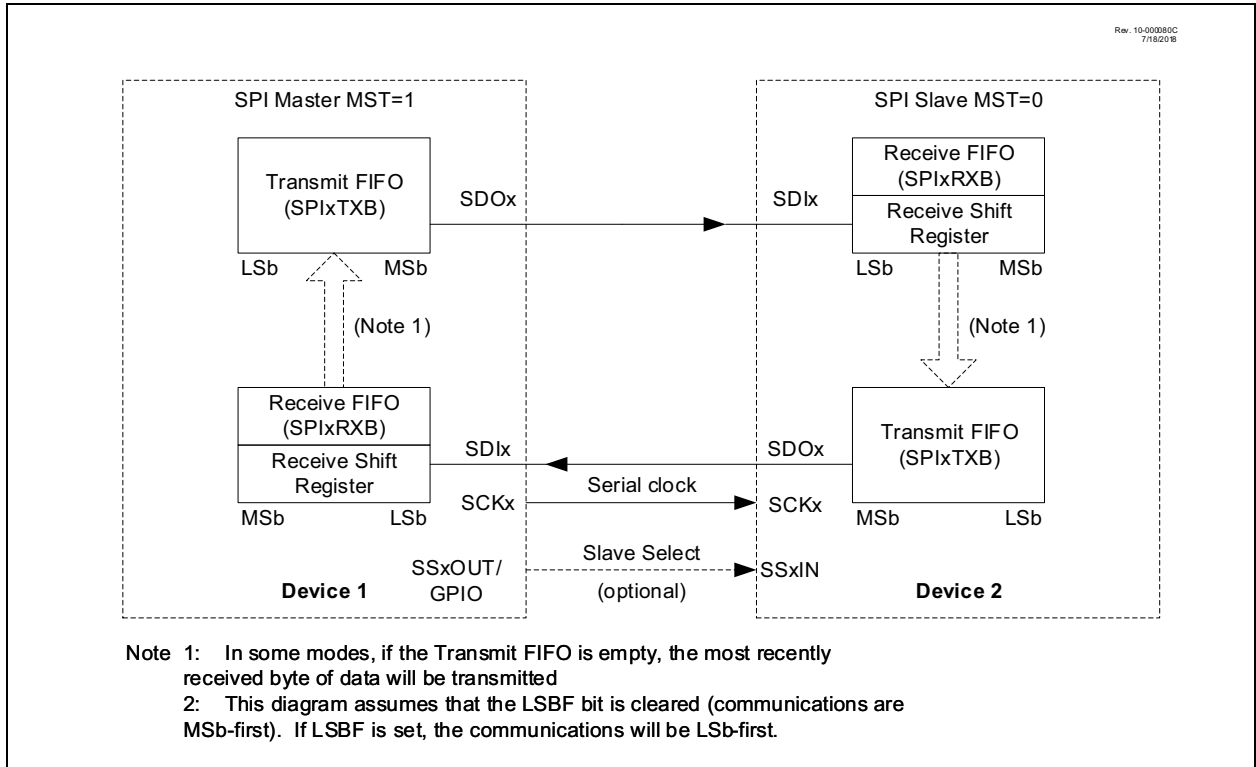 Rev. 10-000080C
7/18/2018
SPI Master MST=1
Transmit FIFO
(SPIxTXB)
SDOx
LSb
MSb
(Note 1)
Receive FIFO
(SPIxRXB)
Receive Shift
Register
SDIx
MSb
LSb
SCKx
SSxOUT/
GPIO
Device 1
Serial clock
Slave Select
(optional)
SPI Slave MST=0
SDIx
Receive FIFO
(SPIxRXB)
Receive Shift
Register
LSb
MSb
(Note 1)
SDOx
Transmit FIFO
(SPIxTXB)
SCKx
MSb
LSb
SSxIN
Device 2
Note 1: In some modes, if the Transmit FIFO is empty, the most recently
received byte of data will be transmitted
2: This diagram assumes that the LSBF bit is cleared (communications are
MSb-first). If LSBF is set, the communications will be LSb-first.